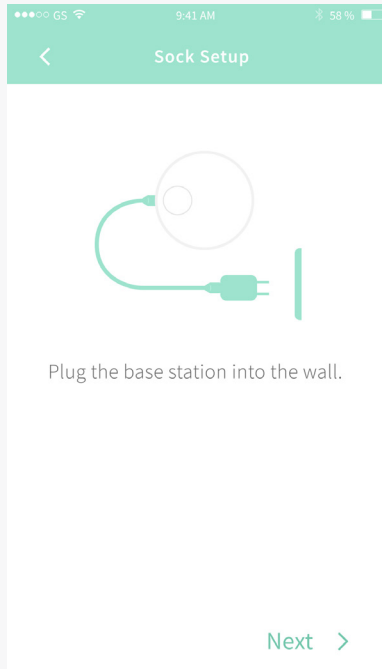 GS 9:41 AM 58 %
Sock Setup
Plug the base station into the wall.
Next